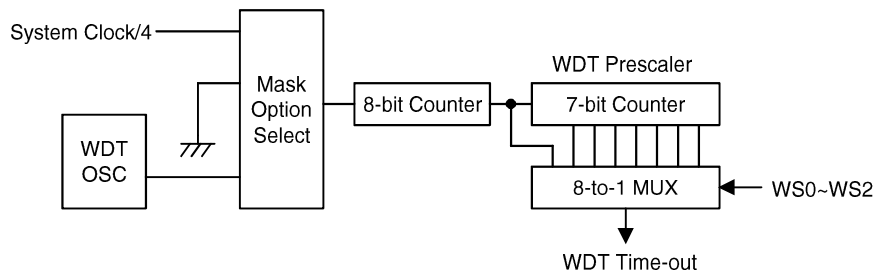 System Clock/4
Mask
Option
Select
WDT
OSC
8-bit Counter
WDT Prescaler
7-bit Counter
8-to-1 MUX
WS0~WS2
WDT Time-out